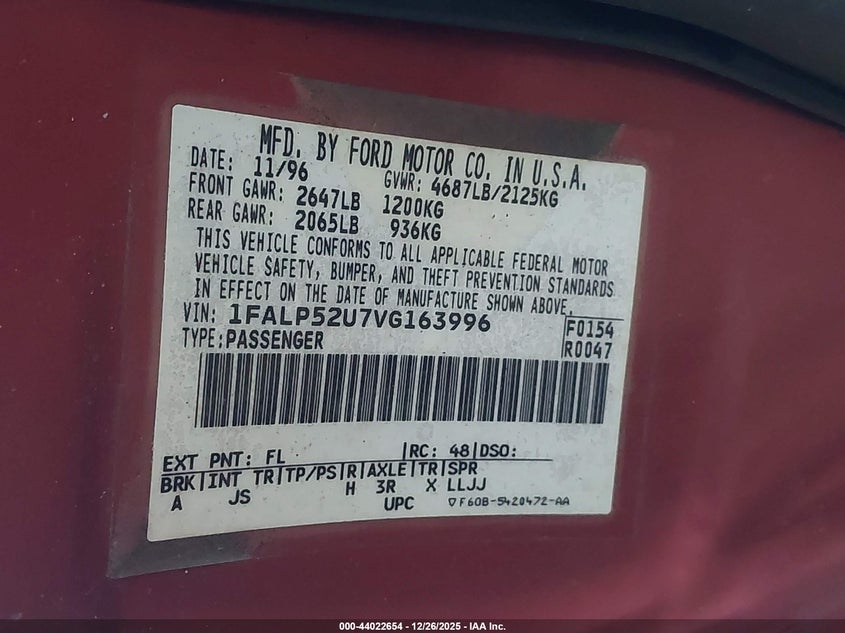 MFD. BY FORD MOTOR CO. IN U.S.A.
DATE: 11/96 GVWR: 4687LB/2125KG
FRONT GAWR: 2647LB 1200KG
REAR GAWR: 2065LB 936KG
THIS VEHICLE CONFORMS TO ALL APPLICABLE FEDERAL MOTOR
VEHICLE SAFETY, BUMPER, AND THEFT PREVENTION STANDARDS
IN EFFECT ON THE DATE OF MANUFACTURE SHOWN ABOVE.
VIN: 1FALP52U7VG163996 F0154
TYPE: PASSENGER R0047
EXT PNT: FL |RC: 48|DSO:
BRK|INT TR|TP/PS|R|AXLE|TR|SPR
A JS H 3R X LLJJ
UPC ▽F60B-5420472-AA
000-44022654 - 12/26/2025 - IAA Inc.